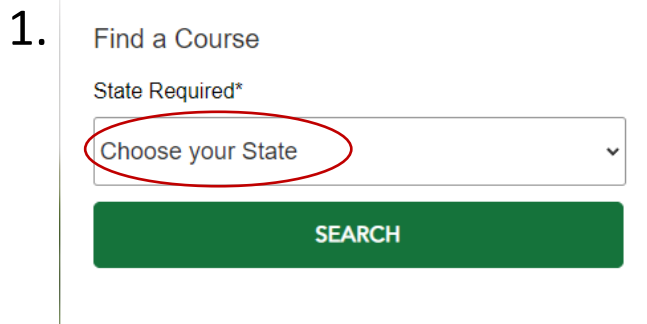 1.
Find a Course
State Required*
Choose your State
SEARCH